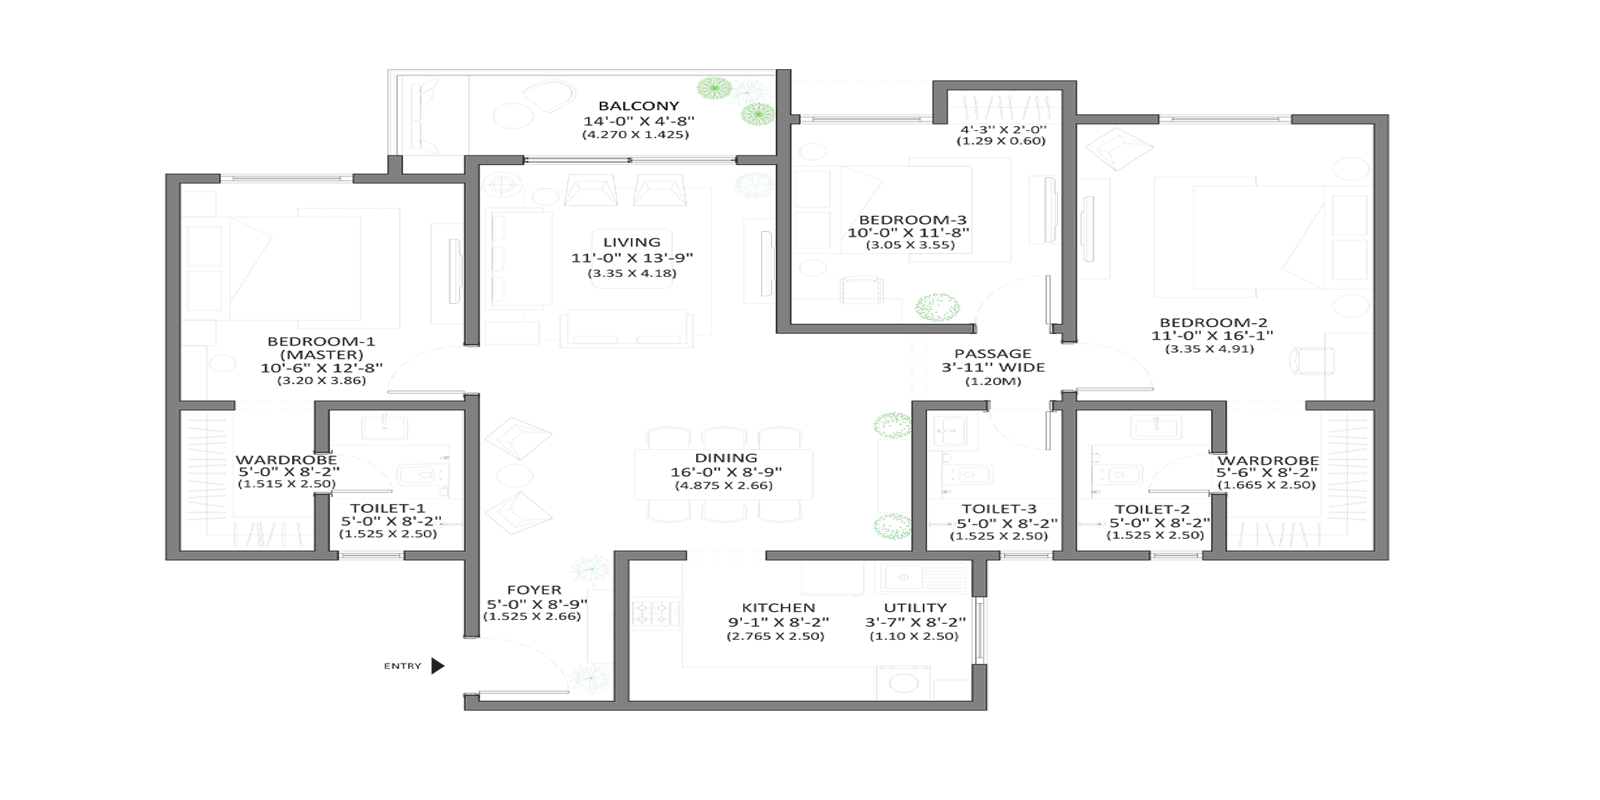 BALCONY
14'-0" X 4'-8"
(4.270 X 1.425)
4'-3" X 2'-0"
(1.29 X 0.60)
BEDROOM-3
10'-0" X 11'-8"
(3.05 X 3.55)
LIVING
11'-0" X 13'-9"
(3.35 X 4.18)
BEDROOM-2
11'-0" X 16'-1"
(3.35 X 4.91)
BEDROOM-1
(MASTER)
10'-6" X 12'-8"
(3.20 X 3.86)
PASSAGE
3'-11'' WIDE
(1.20M)
WARDROBE
5'-0" X 8'-2"
(1.515 X 2.50)
DINING
16'-0" X 8'-9"
(4.875 X 2.66)
WARDROBE
5'-6" X 8'-2"
(1.665 X 2.50)
TOILET-1
5'-0" X 8'-2"
(1.525 X 2.50)
TOILET-3
5'-0" X 8'-2"
(1.525 X 2.50)
TOILET-2
5'-0" X 8'-2"
(1.525 X 2.50)
FOYER
5'-0" X 8'-9"
(1.525 X 2.66)
KITCHEN
9'-1" X 8'-2"
(2.765 X 2.50)
UTILITY
3'-7" X 8'-2"
(1.10 X 2.50)
ENTRY